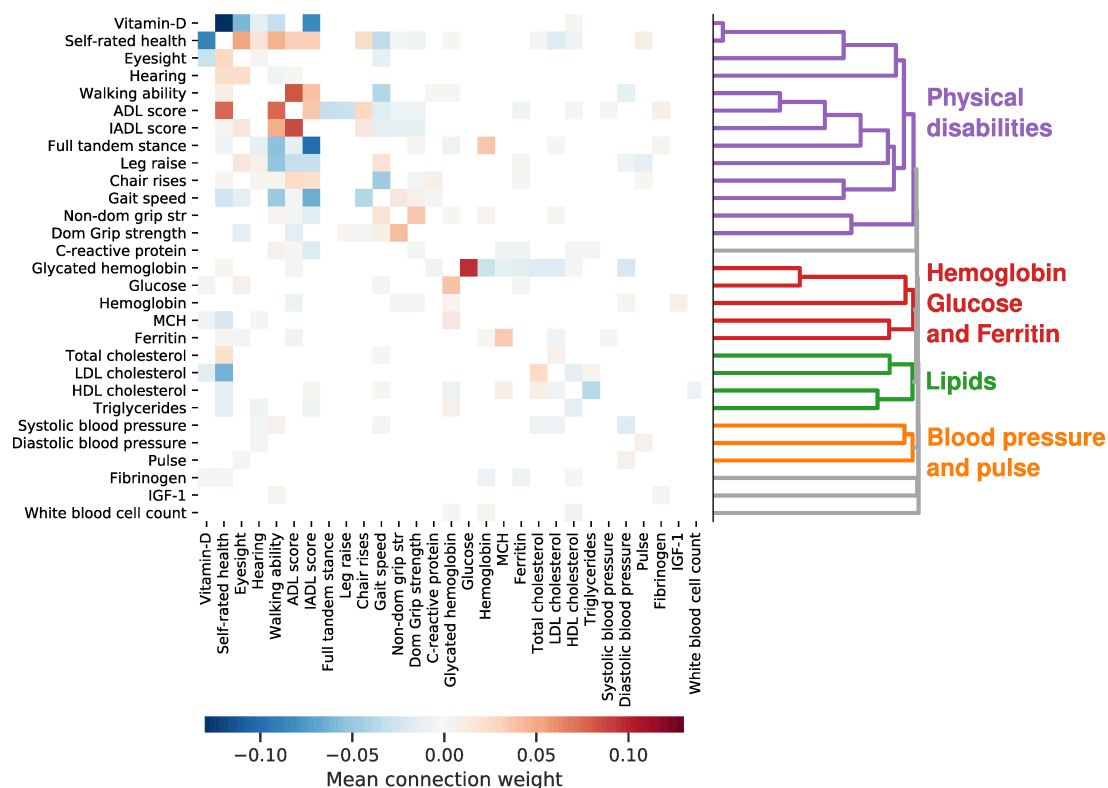 Vitamin-D
Self-rated health
Eyesight
Hearing
Walking ability
ADL score
IADL score
Full tandem stance
Leg raise
Chair rises
Gait speed
Non-dom grip str
Dom Grip strength
C-reactive protein
Glycated hemoglobin
Glucose
Hemoglobin
MCH
Ferritin
Total cholesterol
LDL cholesterol
HDL cholesterol
Triglycerides
Systolic blood pressure
Diastolic blood pressure
Pulse
Fibrinogen
IGF-1
White blood cell count
Physical
disabilities
Hemoglobin
Glucose
and Ferritin
Lipids
Blood pressure
and pulse
Vitamin-D
Self-rated health
Eyesight
Hearing
Walking ability
ADL score
IADL score
Full tandem stance
Leg raise
Chair rises
Gait speed
Non-dom grip str
Dom Grip strength
C-reactive protein
Glycated hemoglobin
Glucose
Hemoglobin
MCH
Ferritin
Total cholesterol
LDL cholesterol
HDL cholesterol
Triglycerides
Systolic blood pressure
Diastolic blood pressure
Pulse
Fibrinogen
IGF-1
White blood cell count
−0.10 −0.05 0.00 0.05 0.10
Mean connection weight